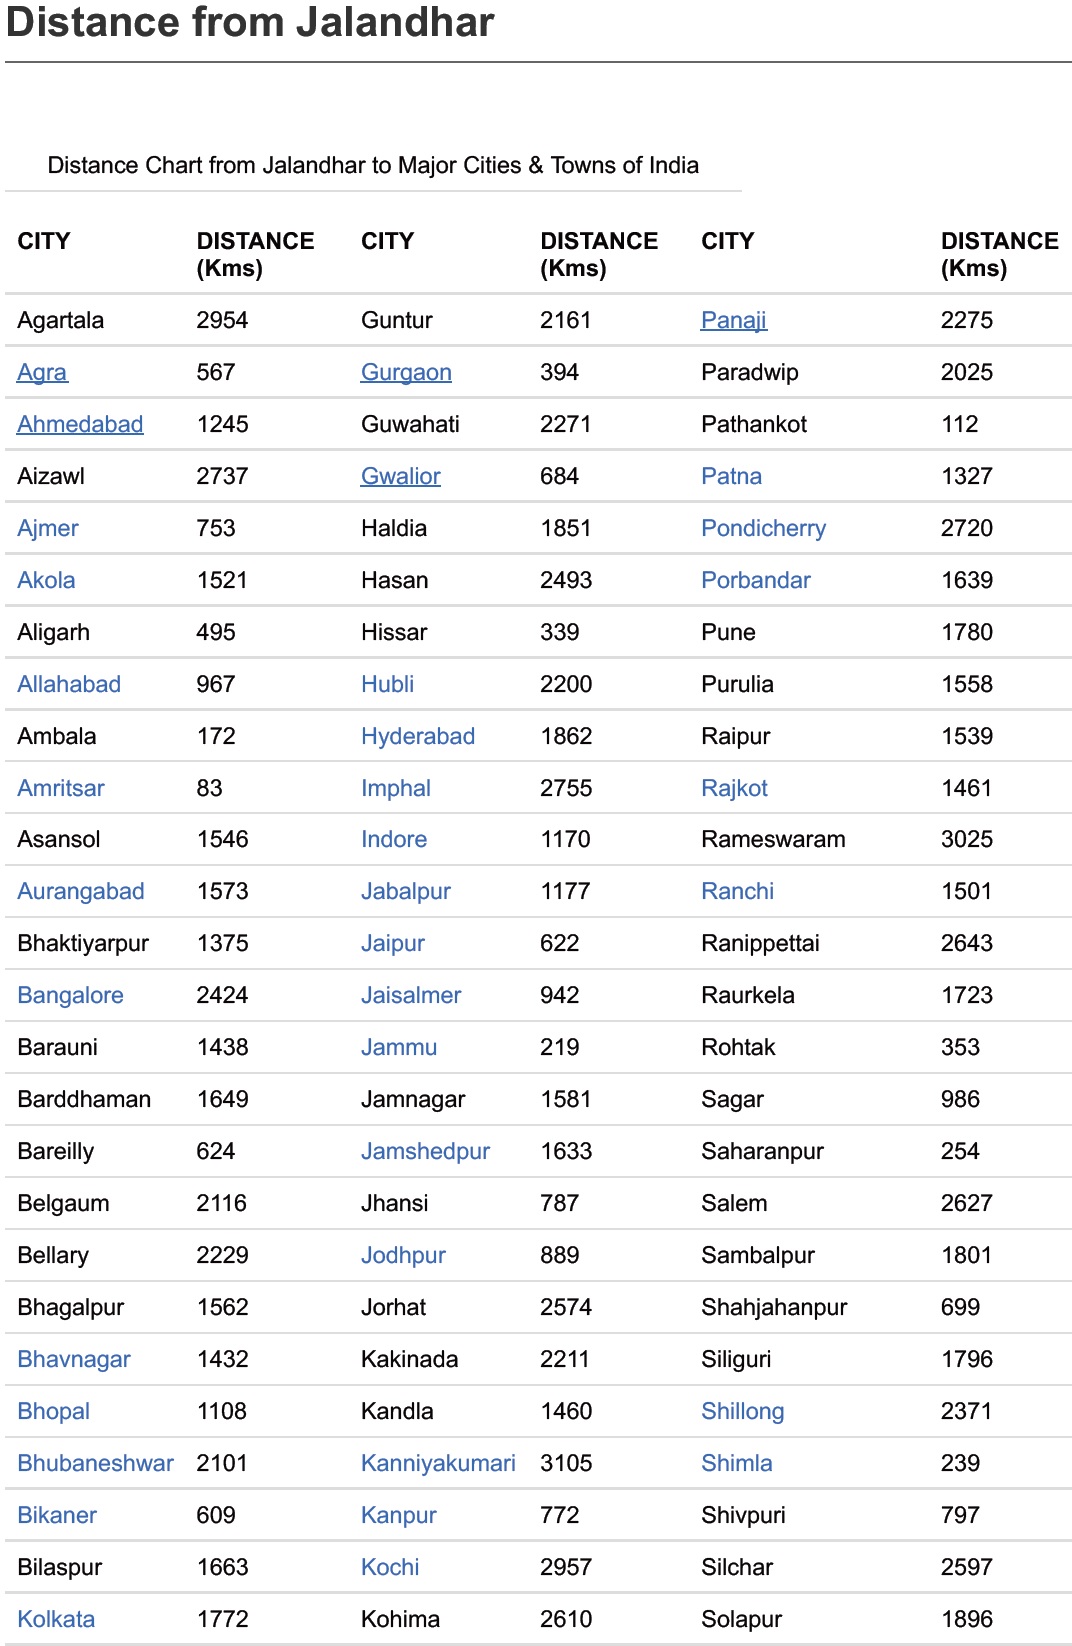 Distance from Jalandhar
Distance Chart from Jalandhar to Major Cities & Towns of India
CITY DISTANCE (Kms) CITY DISTANCE (Kms) CITY DISTANCE (Kms)
Agartala 2954 Guntur 2161 Panaji 2275
Agra 567 Gurgaon 394 Paradwip 2025
Ahmedabad 1245 Guwahati 2271 Pathankot 112
Aizawl 2737 Gwalior 684 Patna 1327
Ajmer 753 Haldia 1851 Pondicherry 2720
Akola 1521 Hasan 2493 Porbandar 1639
Aligarh 495 Hissar 339 Pune 1780
Allahabad 967 Hubli 2200 Purulia 1558
Ambala 172 Hyderabad 1862 Raipur 1539
Amritsar 83 Imphal 2755 Rajkot 1461
Asansol 1546 Indore 1170 Rameswaram 3025
Aurangabad 1573 Jabalpur 1177 Ranchi 1501
Bhaktiyarpur 1375 Jaipur 622 Ranippettai 2643
Bangalore 2424 Jaisalmer 942 Raurkela 1723
Barauni 1438 Jammu 219 Rohtak 353
Barddhaman 1649 Jamnagar 1581 Sagar 986
Bareilly 624 Jamshedpur 1633 Saharanpur 254
Belgaum 2116 Jhansi 787 Salem 2627
Bellary 2229 Jodhpur 889 Sambalpur 1801
Bhagalpur 1562 Jorhat 2574 Shahjahanpur 699
Bhavnagar 1432 Kakinada 2211 Siliguri 1796
Bhopal 1108 Kandla 1460 Shillong 2371
Bhubaneshwar 2101 Kanniyakumari 3105 Shimla 239
Bikaner 609 Kanpur 772 Shivpuri 797
Bilaspur 1663 Kochi 2957 Silchar 2597
Kolkata 1772 Kohima 2610 Solapur 1896